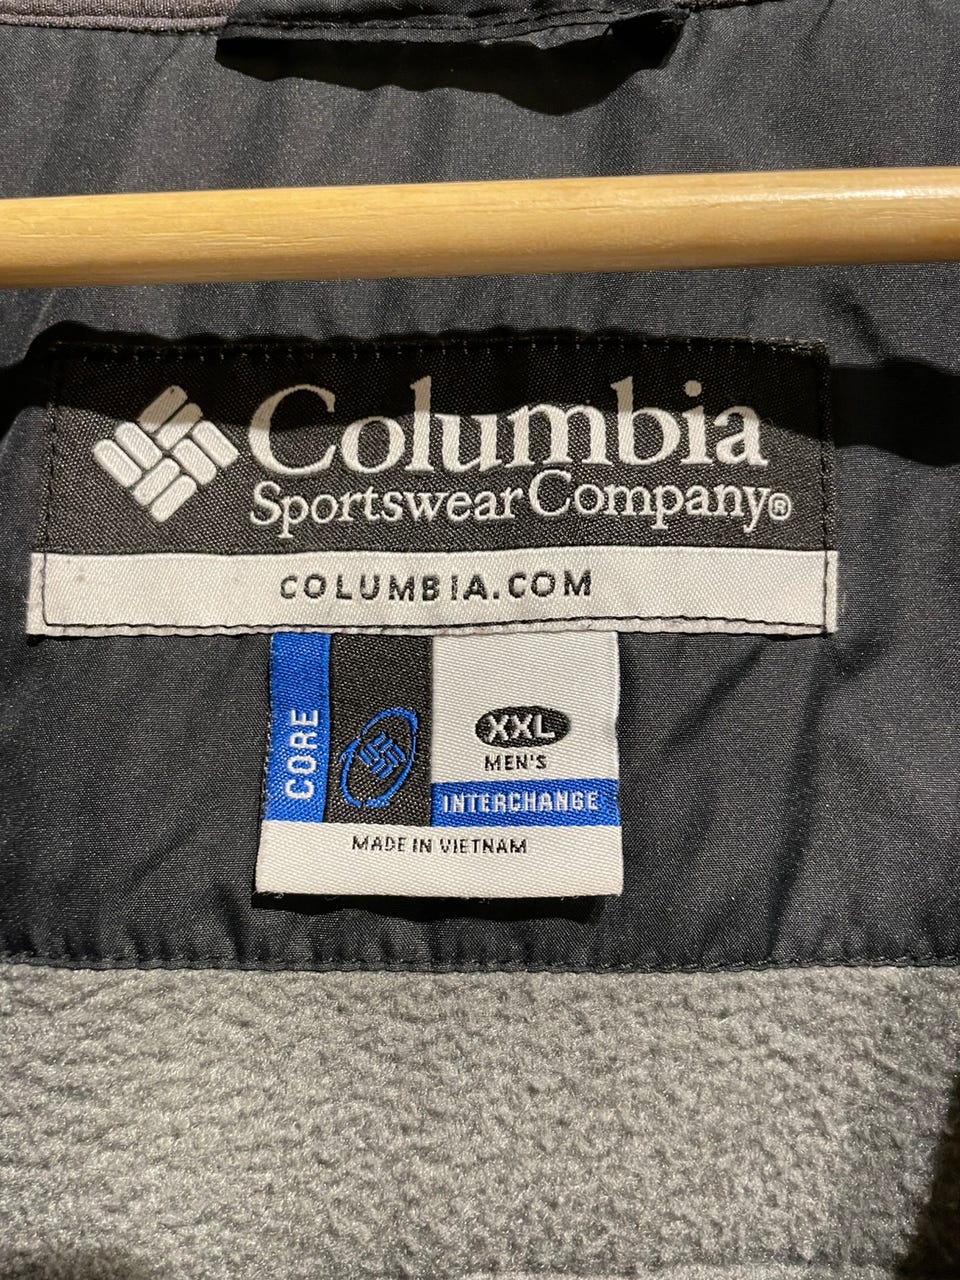 Columbia
Sportswear Company®
COLUMBIA.COM
CORE
XXL
MEN'S
INTERCHANGE
MADE IN VIETNAM